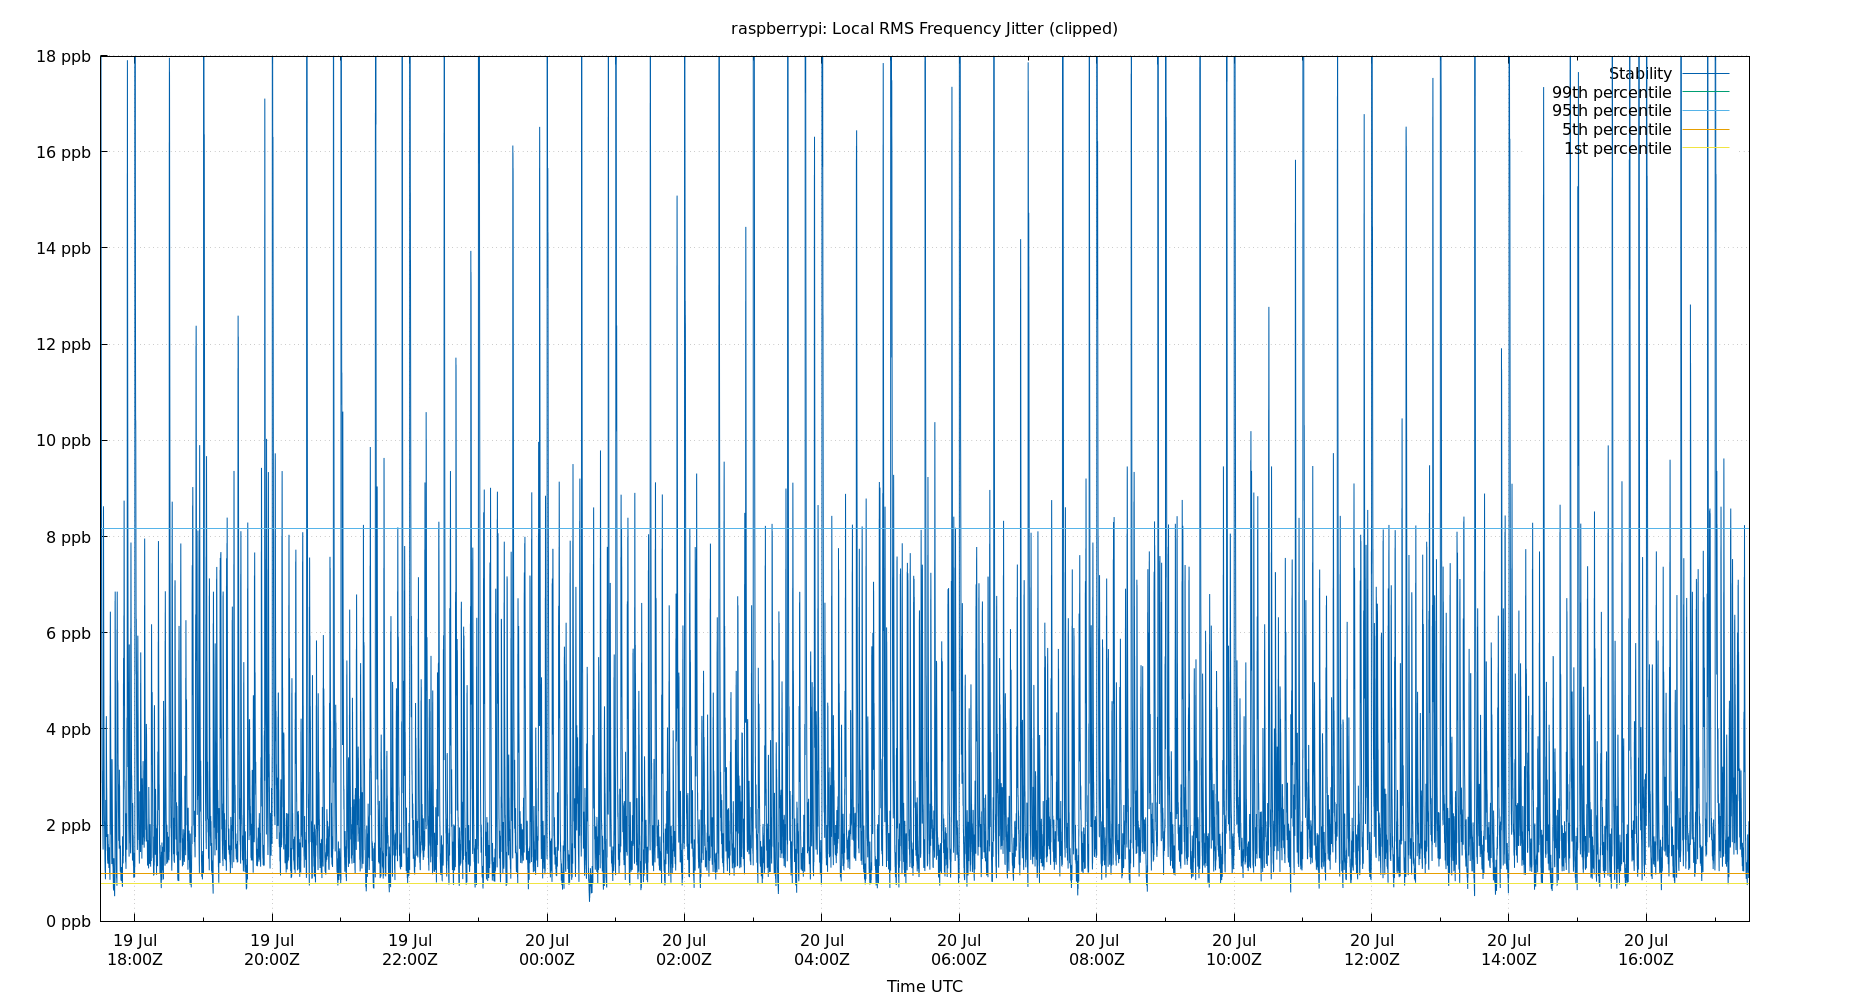 raspberrypi: Local RMS Frequency Jitter (clipped)
18 ppb
16 ppb
14 ppb
12 ppb
10 ppb
8 ppb
6 ppb
4 ppb
2 ppb
0 ppb
Stability
99th percentile
95th percentile
5th percentile
1st percentile
19 Jul 19 Jul 19 Jul 20 Jul 20 Jul 20 Jul 20 Jul 20 Jul 20 Jul 20 Jul 20 Jul 20 Jul
18:00Z 20:00Z 22:00Z 00:00Z 02:00Z 04:00Z 06:00Z 08:00Z 10:00Z 12:00Z 14:00Z 16:00Z
Time UTC